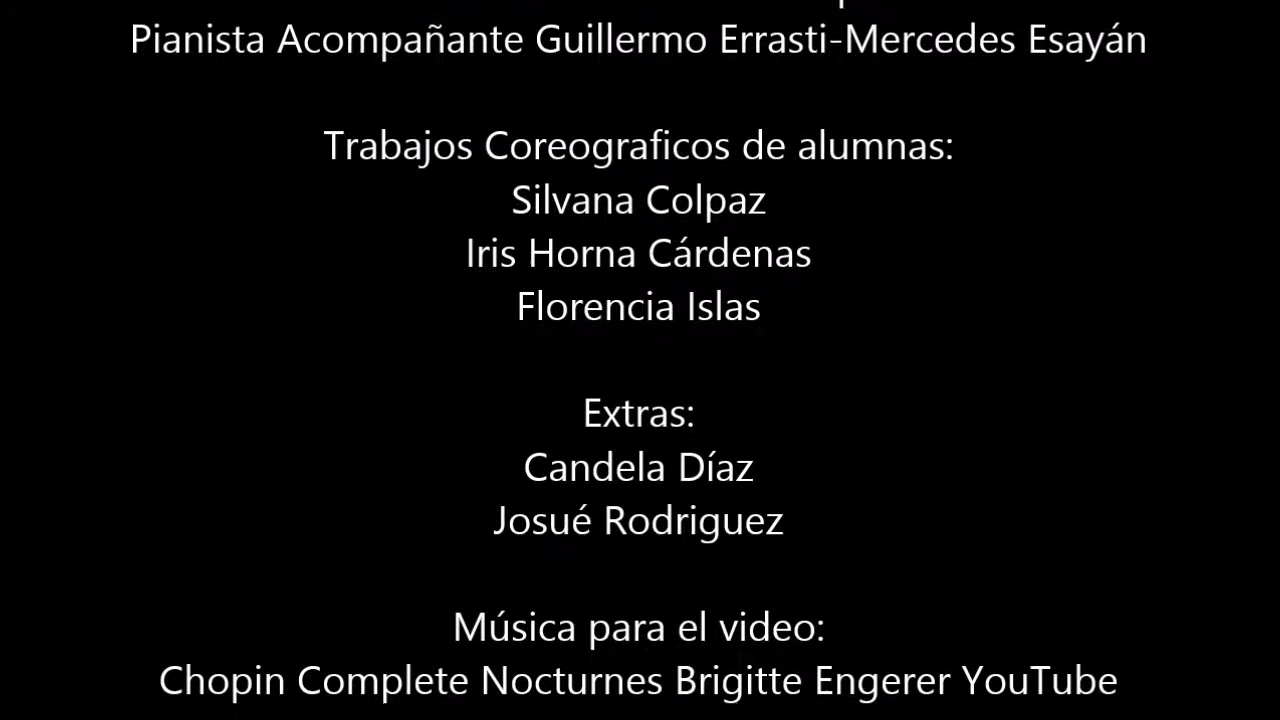 Pianista Acompañante Guillermo Errasti-Mercedes Esayán
Trabajos Coreograficos de alumnas:
Silvana Colpaz
Iris Horna Cárdenas
Florencia Islas
Extras:
Candela Díaz
Josué Rodriguez
Música para el video:
Chopin Complete Nocturnes Brigitte Engerer YouTube